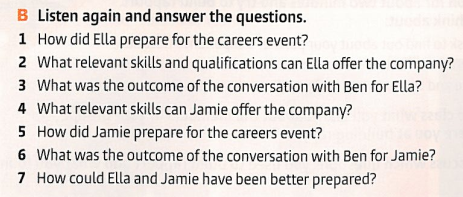 B Listen again and answer the questions.
1 How did Ella prepare for the careers event?
2 What relevant skills and qualifications can Ella offer the company?
3 What was the outcome of the conversation with Ben for Ella?
4 What relevant skills can Jamie offer the company?
5 How did Jamie prepare for the careers event?
6 What was the outcome of the conversation with Ben for Jamie?
7 How could Ella and Jamie have been better prepared?